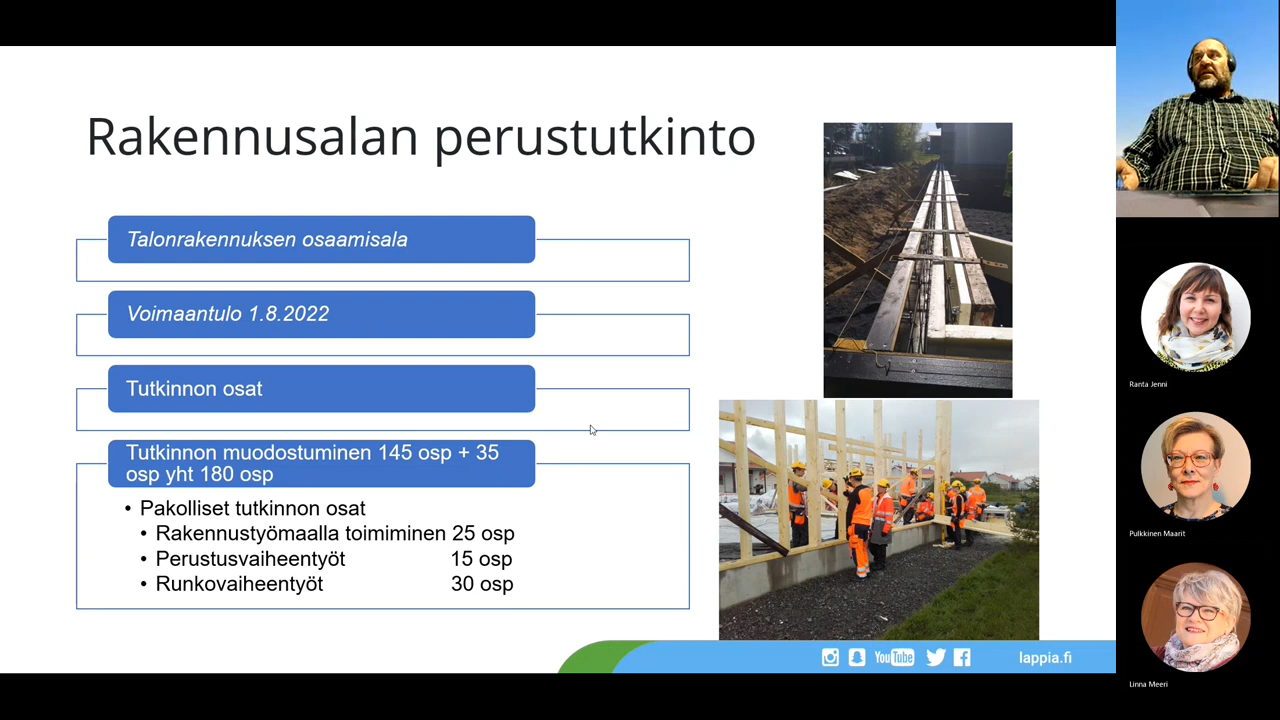 Rakennusalan perustutkinto
Talonrakennuksen osaamisala
Voimaantulo 1.8.2022
Tutkinnon osat
Tutkinnon muodostuminen 145 osp + 35
osp yht 180 osp
• Pakolliset tutkinnon osat
• Rakennustyömaalla toimiminen 25 osp
• Perustusvaiheentyöt 15 osp
• Runkovaiheentyöt 30 osp
YouTube
lappia.fi
Ranta Jenni
Pulkkinen Maarit
Linna Meeri